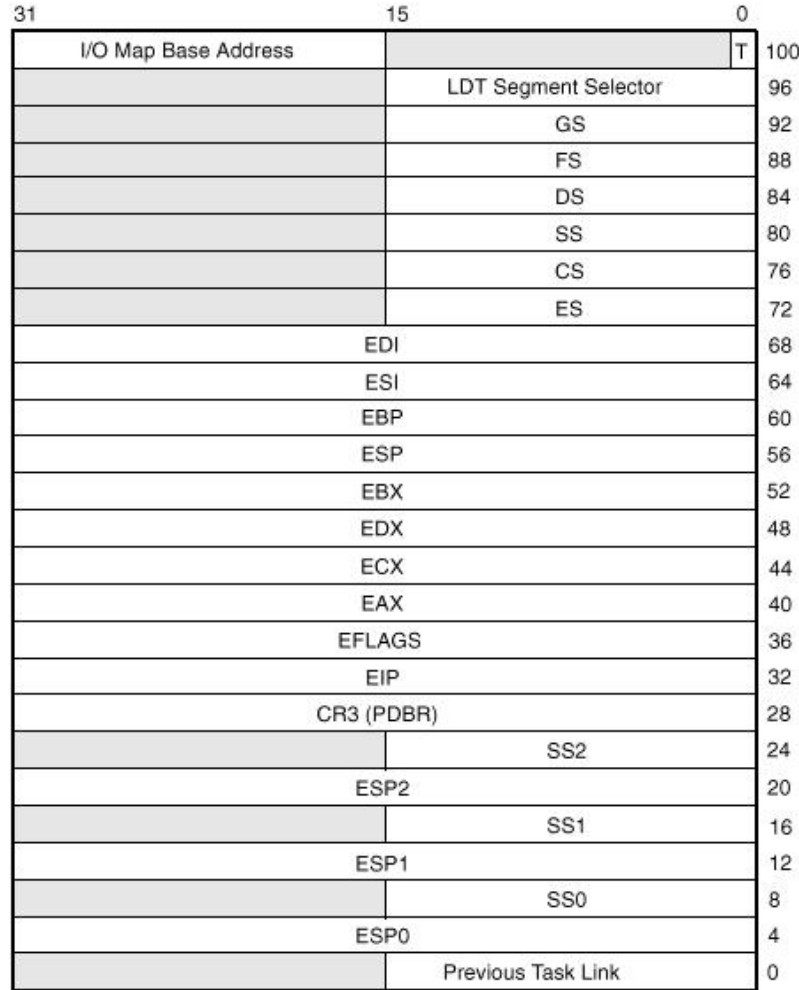 31 15 0
I/O Map Base Address T 100
LDT Segment Selector 96
GS 92
FS 88
DS 84
SS 80
CS 76
ES 72
EDI 68
ESI 64
EBP 60
ESP 56
EBX 52
EDX 48
ECX 44
EAX 40
EFLAGS 36
EIP 32
CR3 (PDBR) 28
SS2 24
ESP2 20
SS1 16
ESP1 12
SS0 8
ESP0 4
Previous Task Link 0